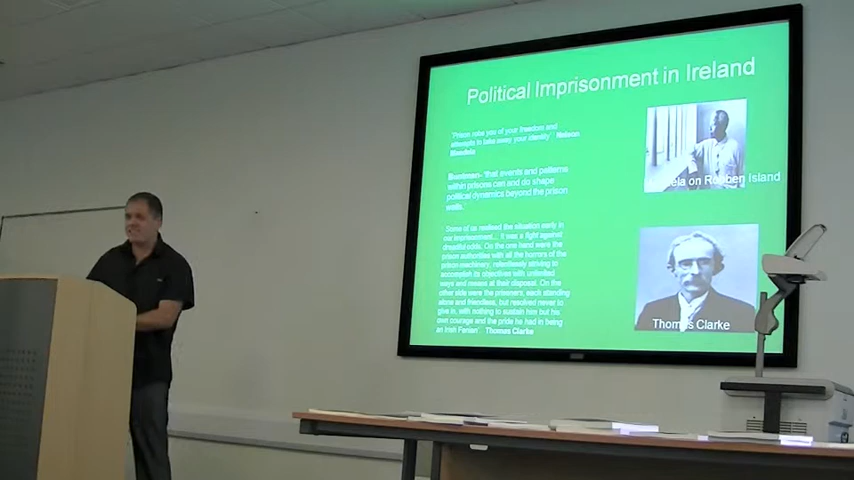 Political Imprisonment in Ireland
'Prison robs you of your freedom and
attempts to take away your identity' Nelson
Mandela
Buntman- 'that events and patterns
within prisons can and do shape
political dynamics beyond the prison
walls.'
Some of us realised the situation early in
our imprisonment... It was a fight against
dreadful odds. On the one hand were the
prison authorities with all the horrors of the
prison machinery, relentlessly striving to
accomplish its objectives with unlimited
ways and means at their disposal. On the
other side were the prisoners, each standing
alone and friendless, but resolved never to
give in, with nothing to sustain him but his
own courage and the pride he had in being
an Irish Fenian'. Thomas Clarke
ela on Robben Island
Thomas Clarke